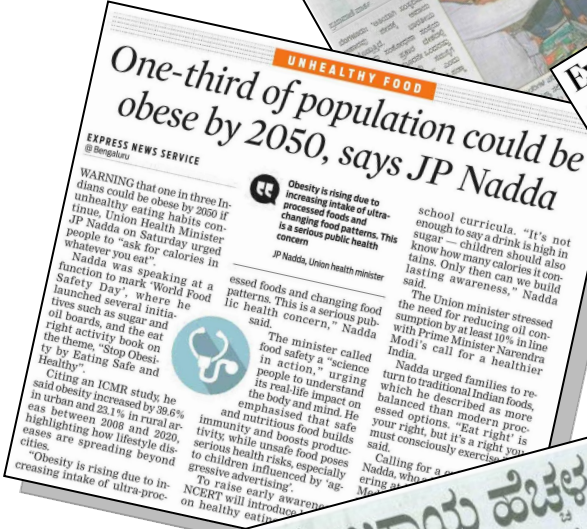 UNHEALTHY FOOD
One-third of population could be
obese by 2050, says JP Nadda
EXPRESS NEWS SERVICE
@ Bengaluru
WARNING that one in three In-
dians could be obese by 2050 if
unhealthy eating habits con-
tinue, Union Health Minister
JP Nadda on Saturday urged
people to “ask for calories in
whatever you eat”.
Nadda was speaking at a
function to mark ‘World Food
Safety Day’, where he
launched several initia-
tives such as sugar and
oil boards, and the eat
right activity book on
the theme, “Stop Obesi-
ty by Eating Safe and
Healthy”.
Citing an ICMR study, he
said obesity increased by 39.6%
in urban and 23.1% in rural ar-
eas between 2008 and 2020,
highlighting how lifestyle dis-
eases are spreading beyond
cities.
“Obesity is rising due to in-
creasing intake of ultra-proc-
Obesity is rising due to
increasing intake of ultra-
processed foods and
changing food patterns. This
is a serious public health
concern
JP Nadda, Union health minister
essed foods and changing food
patterns. This is a serious pub-
lic health concern,” Nadda
said.
The minister called
food safety a “science
in action,” urging
people to understand
its real-life impact on
the body and mind. He
emphasised that safe
and nutritious food builds
immunity and boosts produc-
tivity, while unsafe food poses
serious health risks, especially
to children influenced by ‘ag-
gressive advertising’.
To raise early awarene
NCERT will introduce
on healthy eating
school curricula. “It’s not
enough to say a drink is high in
sugar — children should also
know how many calories it con-
tains. Only then can we build
lasting awareness,” Nadda
said.
The Union minister stressed
the need for reducing oil con-
sumption by at least 10% in line
with Prime Minister Narendra
Modi’s call for a healthier
India.
Nadda urged families to re-
turn to traditional Indian foods,
which he described as more
balanced than modern proc-
essed options. “Eat right’ is
your right, but it’s a right you
must consciously exercise
said.
Calling for a
Nadda, who
ering at